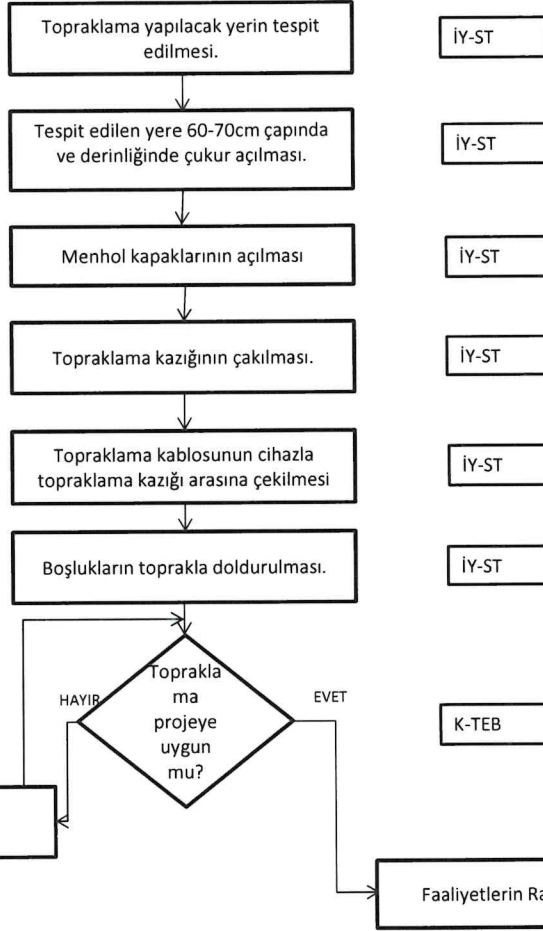 Topraklama yapılacak yerin tespit
edilmesi.
İY-ST
Tespit edilen yere 60-70cm çapında
ve derinliğinde çukur açılması.
İY-ST
Menhol kapaklarının açılması
İY-ST
Topraklama kazığının çakılması.
İY-ST
Topraklama kablosunun cihazla
topraklama kazığı arasına çekilmesi
İY-ST
Boşlukların toprakla doldurulması.
İY-ST
Toprakla
ma
projeye
uygun
mu?
HAYIR
EVET
K-TEB
Faaliyetlerin Ra